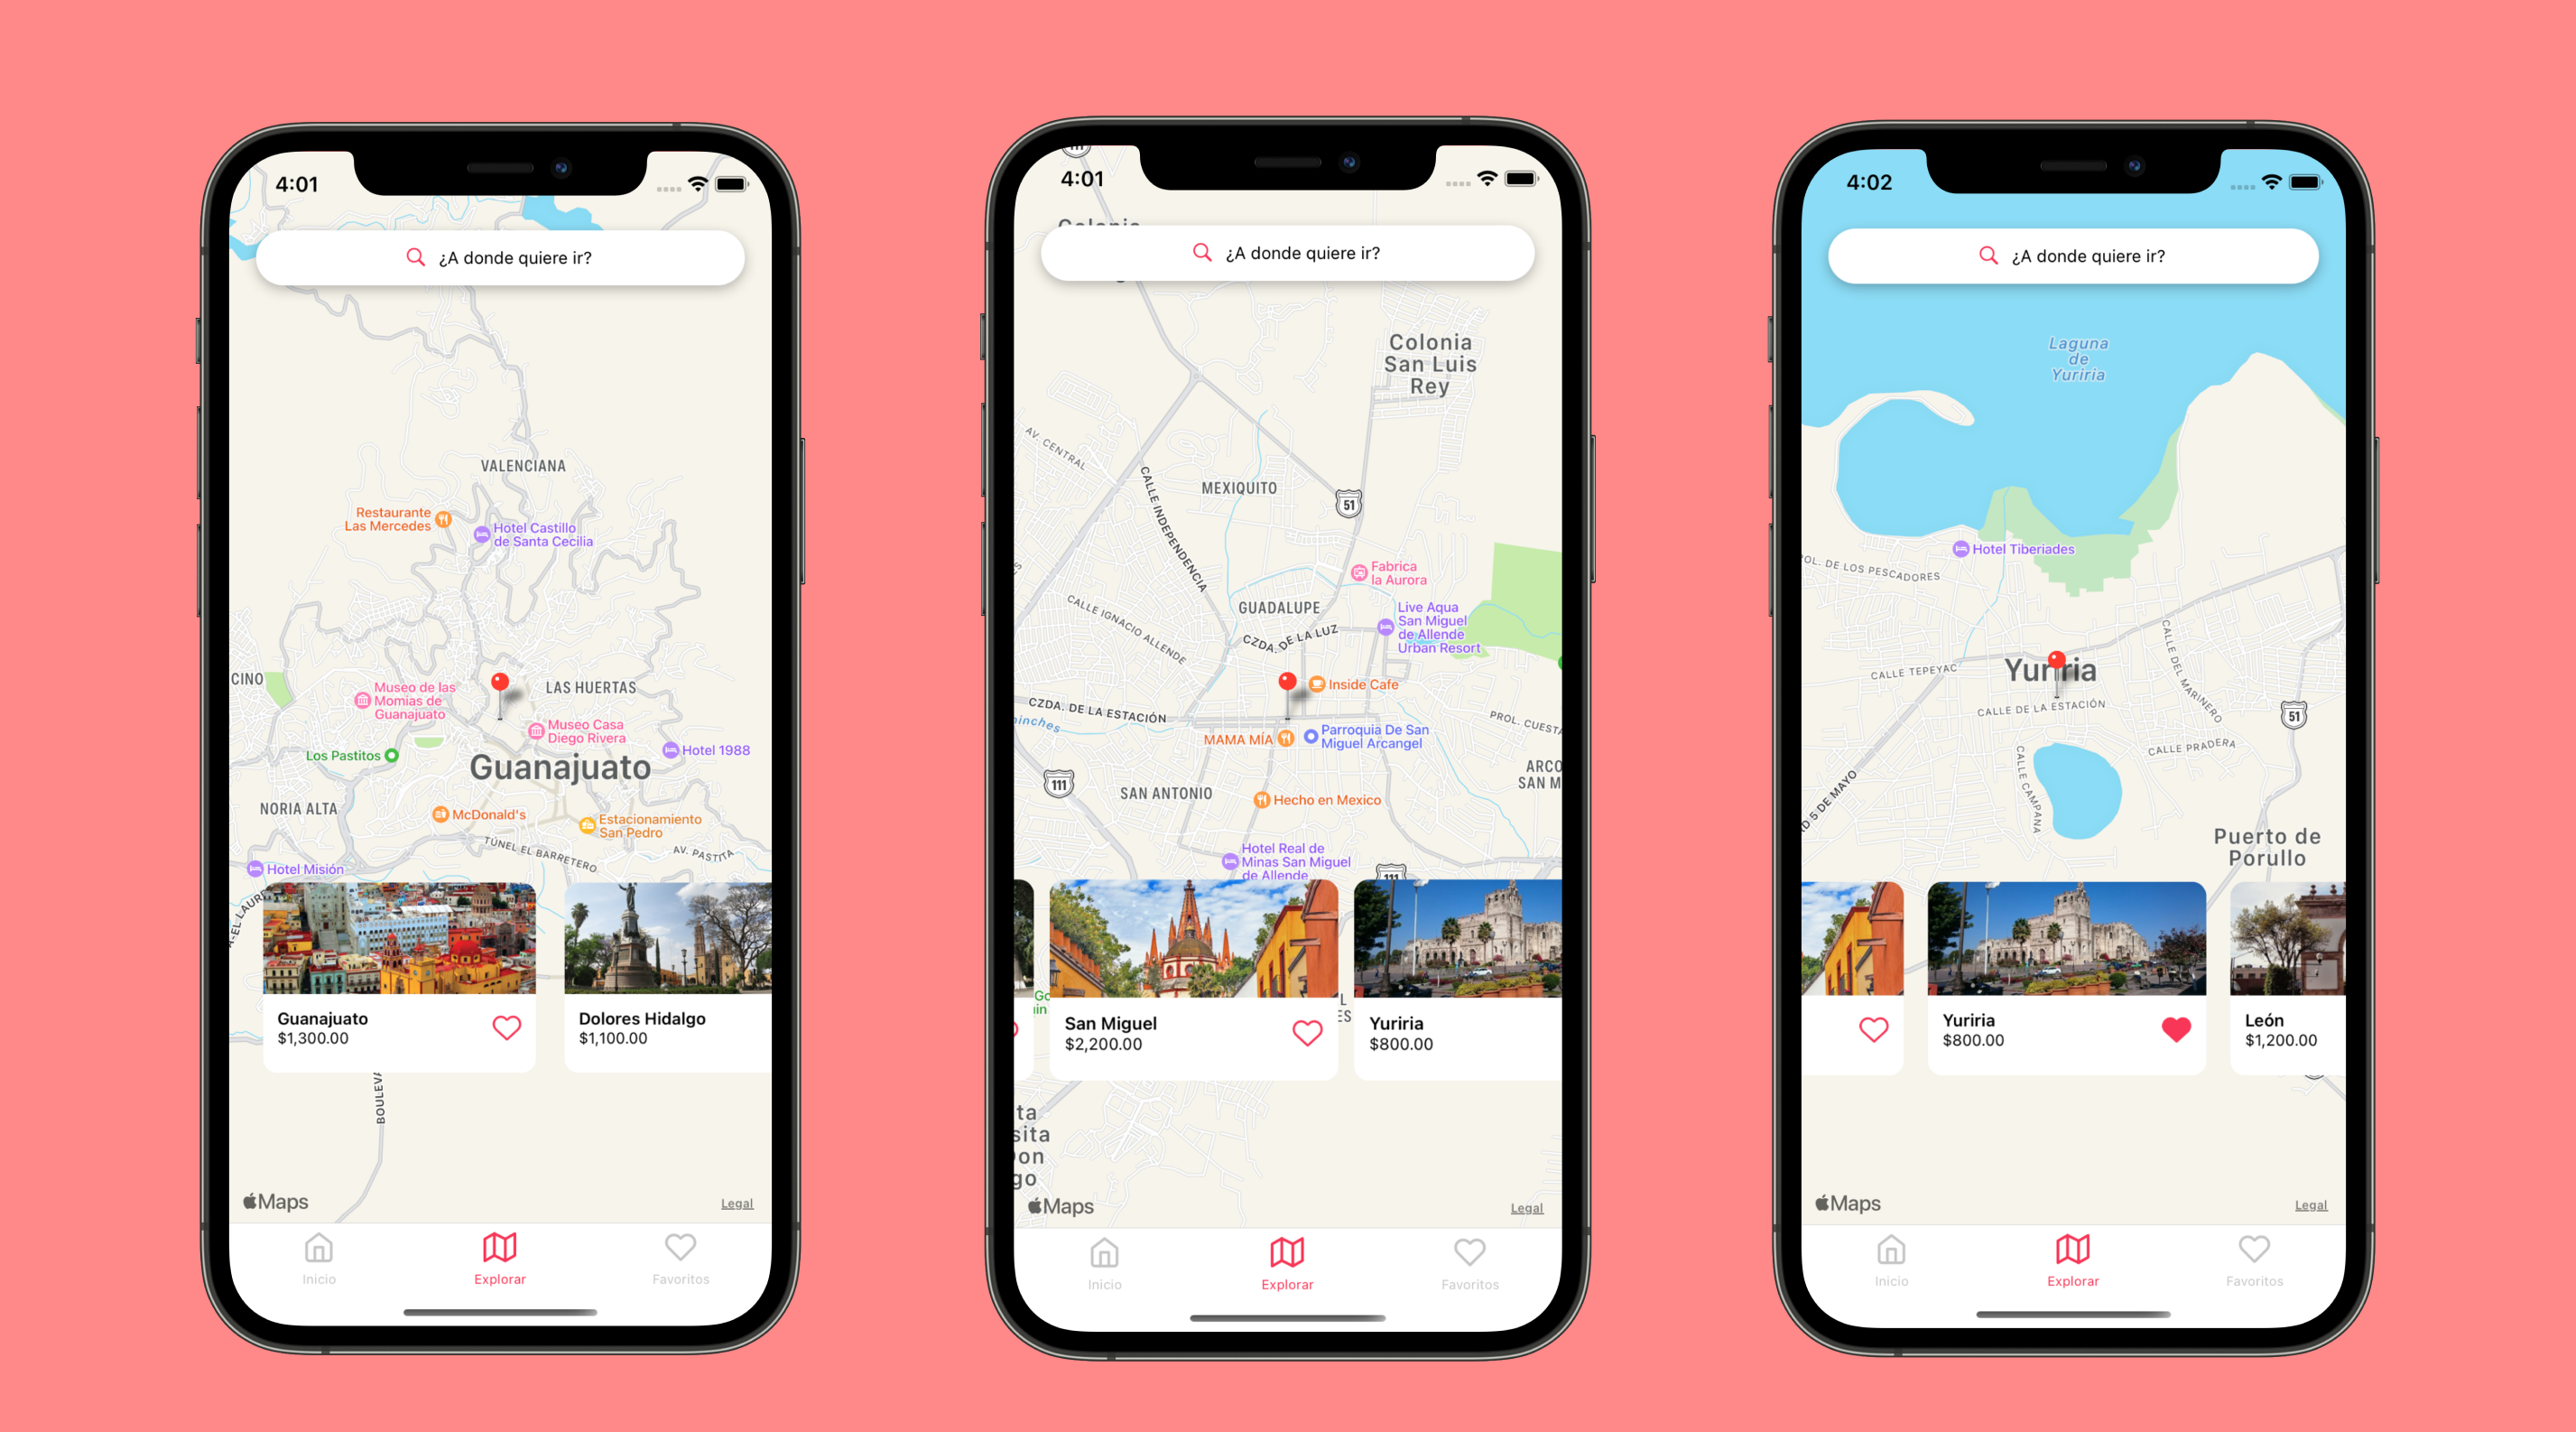 4:01
¿A donde quiere ir?
VALENCIANA
Restaurante
Las Mercedes
Hotel Castillo
de Santa Cecilia
CINO
Museo de las
Momias de
Guanajuato
LAS HUERTAS
Museo Casa
Diego Rivera
Los Pastitos
Hotel 1988
Guanajuato
NORIA ALTA
McDonald's
Estacionamiento
San Pedro
TÚNEL EL BARRETERO
AV. PASTITA
Hotel Misión
Guanajuato
$1,300.00
Dolores Hidalgo
$1,100.00
BOULEVA
Maps
Legal
Inicio
Explorar
Favoritos
4:01
Colonia
¿A donde quiere ir?
Colonia
San Luis
Rey
AV. CENTRAL
CALLE INDEPENDENCIA
MEXIQUITO
51
Fabrica
la Aurora
CALLE IGNACIO ALLENDE
GUADALUPE
CZDA. DE LA LUZ
Live Aqua
San Miguel
de Allende
Urban Resort
Inside Cafe
CZDA. DE LA ESTACIÓN
inches
PROL. CUESTA
MAMA MÍA
Parroquia De San
Miguel Arcangel
111
SAN ANTONIO
ARCO
SAN M
Hecho en Mexico
Hotel Real de
Minas San Miguel
de Allende
111
San Miguel
$2,200.00
Yuriria
$800.00
ta
sita
on
go
Maps
Legal
Inicio
Explorar
Favoritos
4:02
¿A donde quiere ir?
Laguna
de
Yuriria
Hotel Tiberiades
OL. DE LOS PESCADORES
CALLE TEPEYAC
Yuriria
CALLE DEL MARINERO
CALLE DE LA ESTACIÓN
51
CALLE PRADERA
CALLE CAMPANA
D 5 DE MAYO
Puerto de
Porullo
Yuriria
$800.00
León
$1,200.00
Maps
Legal
Inicio
Explorar
Favoritos